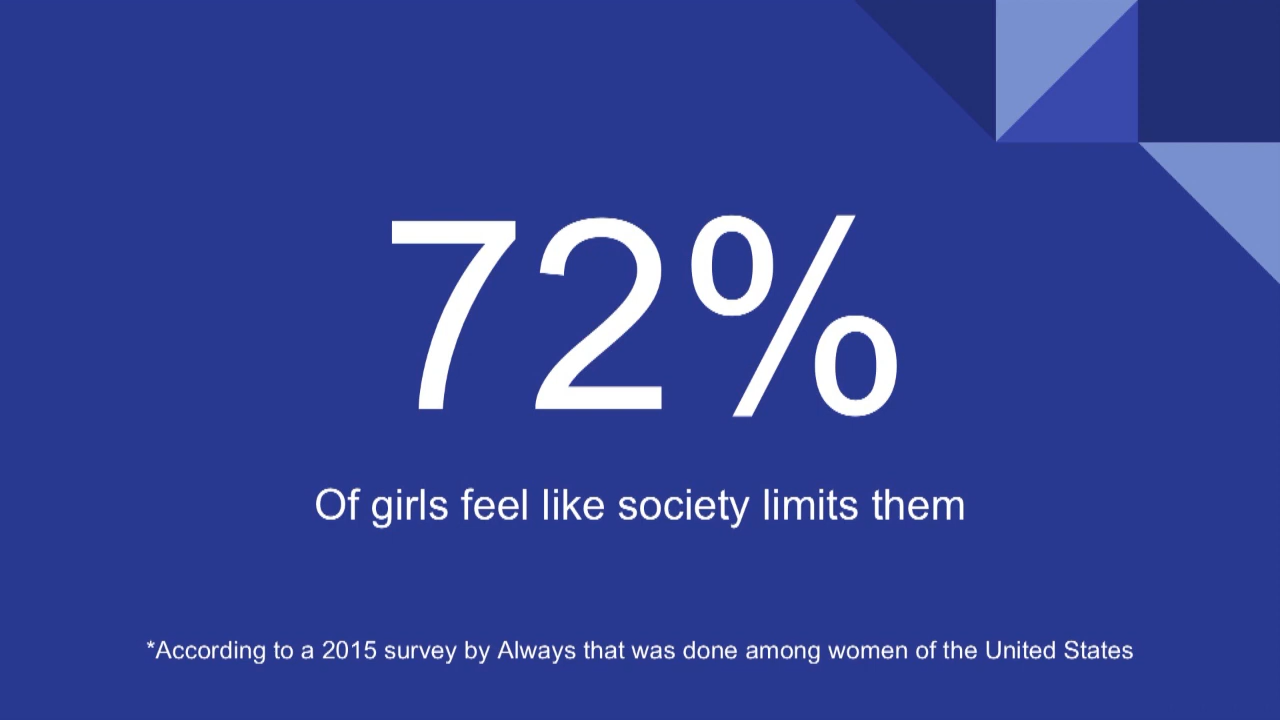 72%
Of girls feel like society limits them
*According to a 2015 survey by Always that was done among women of the United States